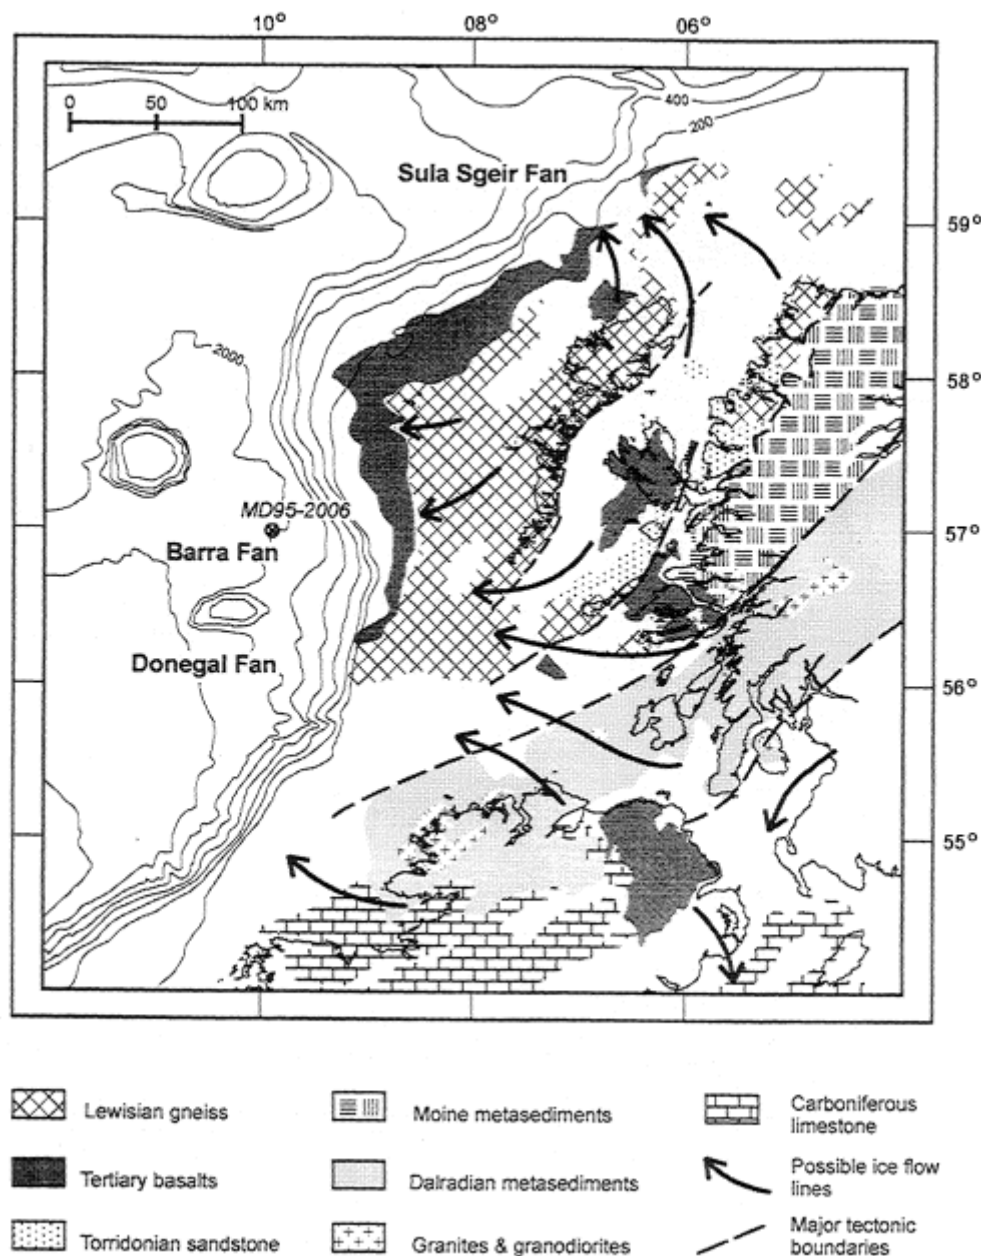 10°
08°
06°
0 50 100 km
400
200
Sula Sgeir Fan
59°
58°
2000
MD95-2006
57°
Barra Fan
Donegal Fan
56°
55°
Lewisian gneiss
Moine metasediments
Carboniferous
limestone
Tertiary basalts
Dalradian metasediments
Possible ice flow
lines
Torridonian sandstone
Granites & granodiorites
Major tectonic
boundaries